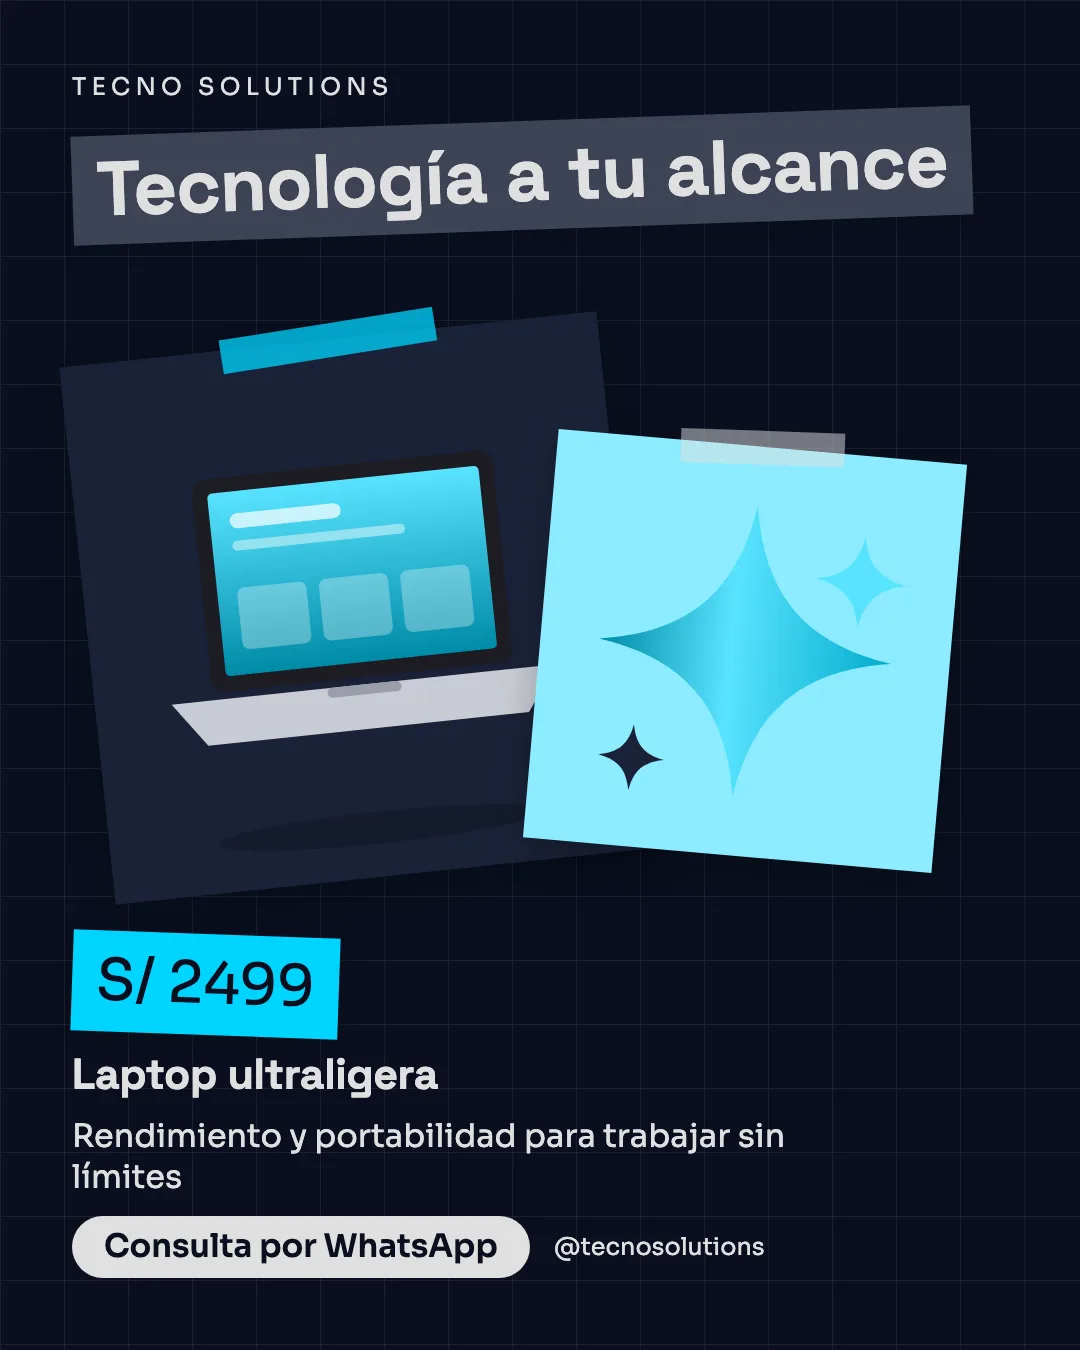 TECNO SOLUTIONS
Tecnología a tu alcance
S/ 2499
Laptop ultraligera
Rendimiento y portabilidad para trabajar sin
límites
Consulta por WhatsApp
@tecnosolutions